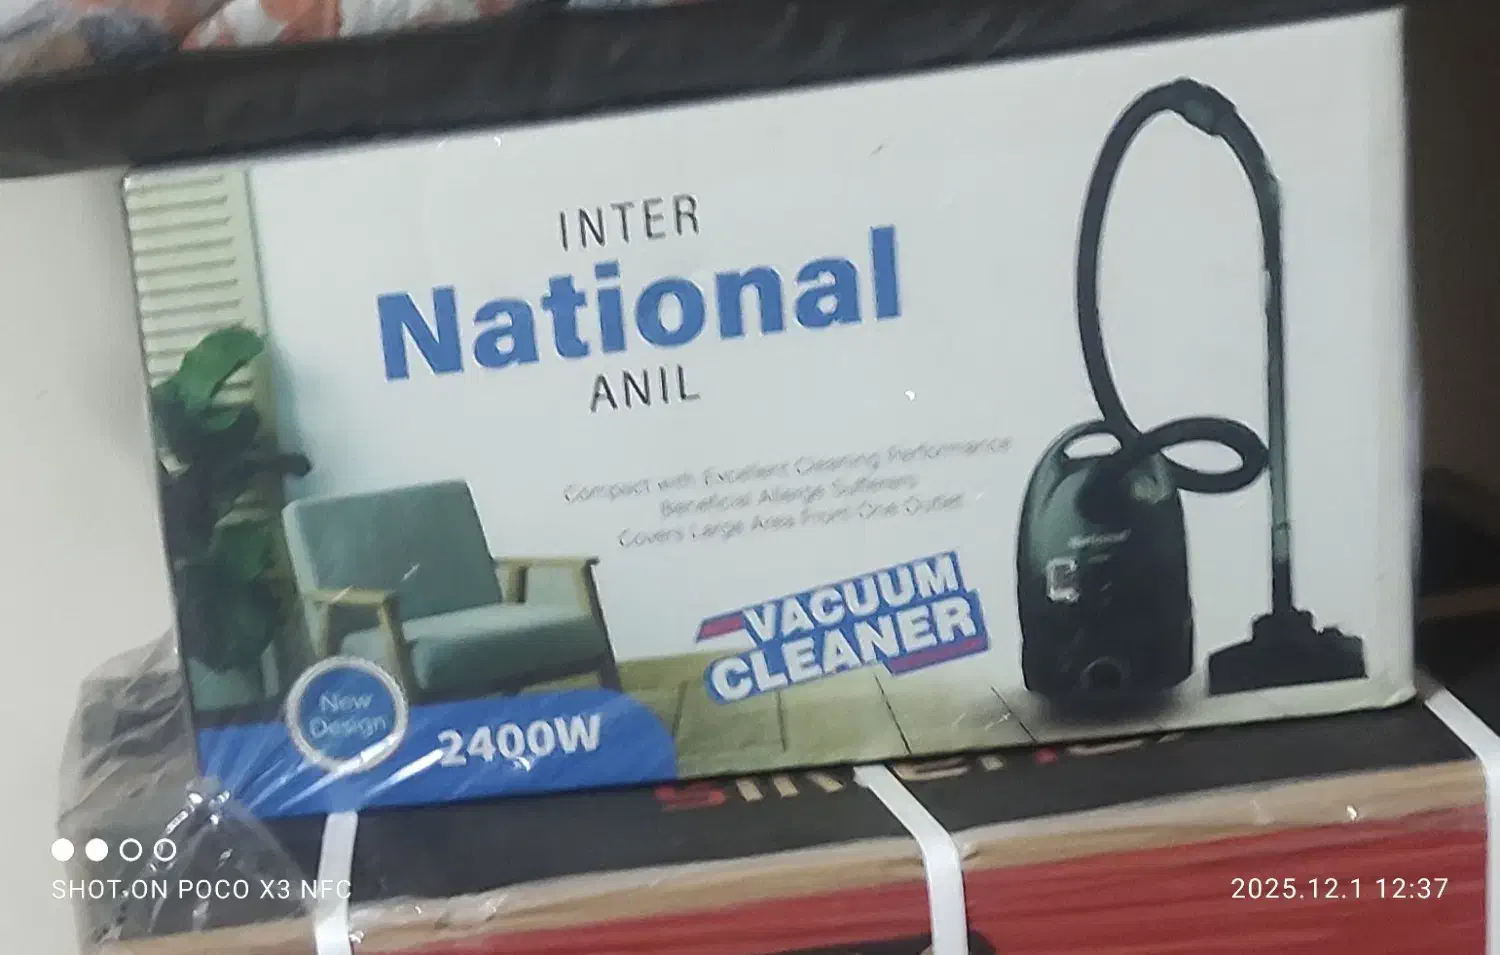 INTER
National
ANIL
Compact with Excellent Cleaning Performance
Beneficial Allerge Sufferers
Covers Large Area From One Outlet
VACUUM
CLEANER
New
Design
2400W
SHOT ON POCO X3 NFC
2025.12.1 12:37